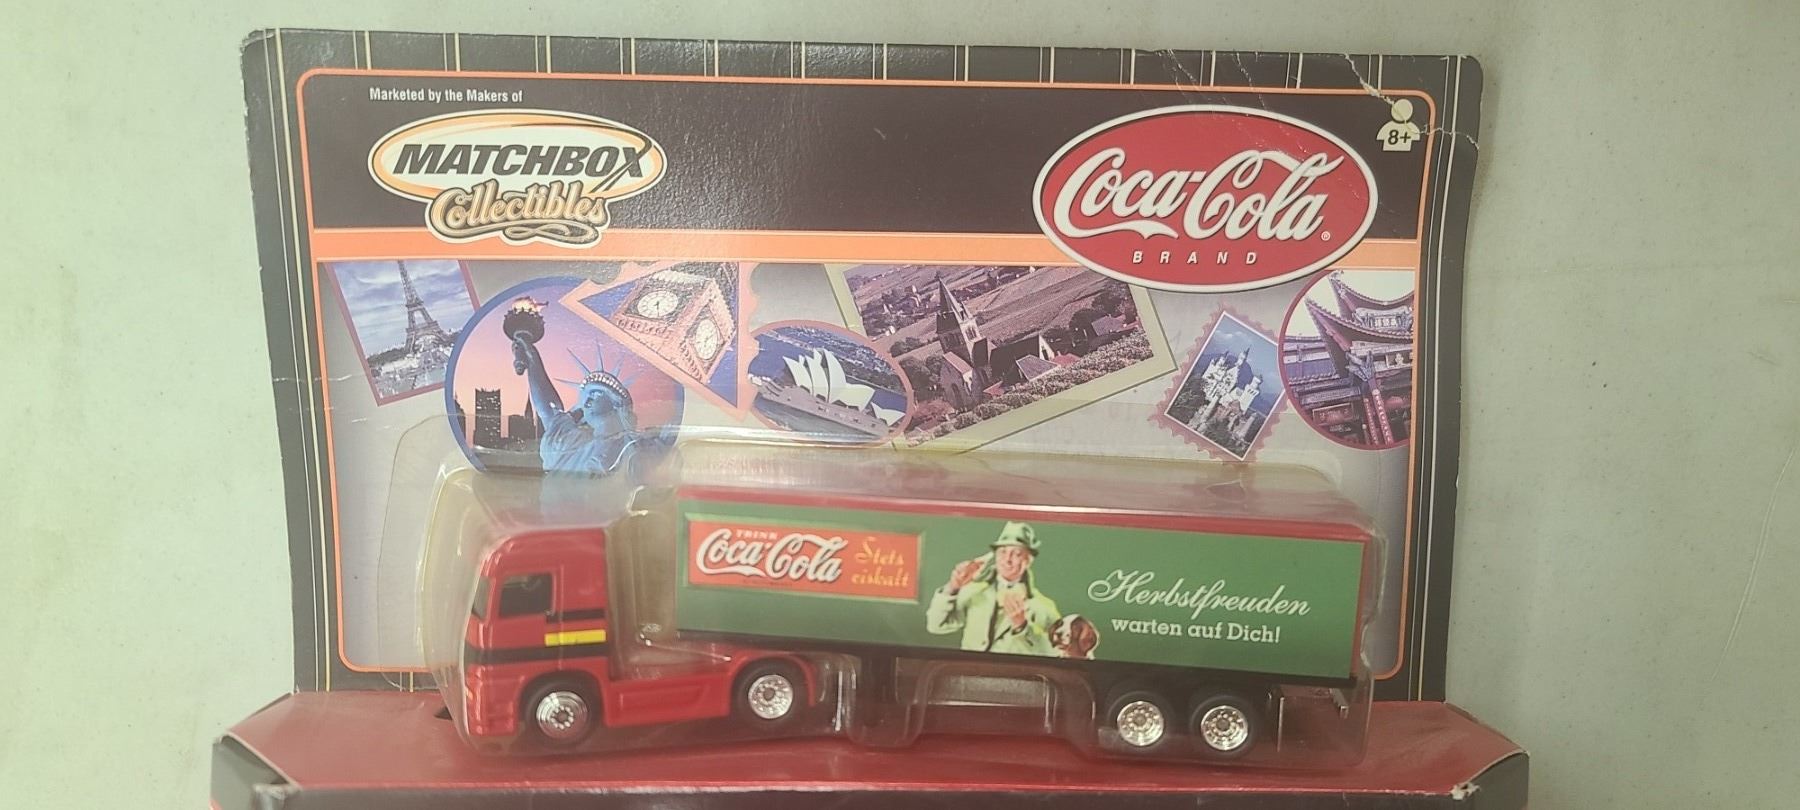 Marketed by the Makers of
MATCHBOX
Collectibles
Coca-Cola®
BRAND
8+
TRINK
Coca-Cola
Stets
eiskalt
Herbstfreuden
warten auf Dich!